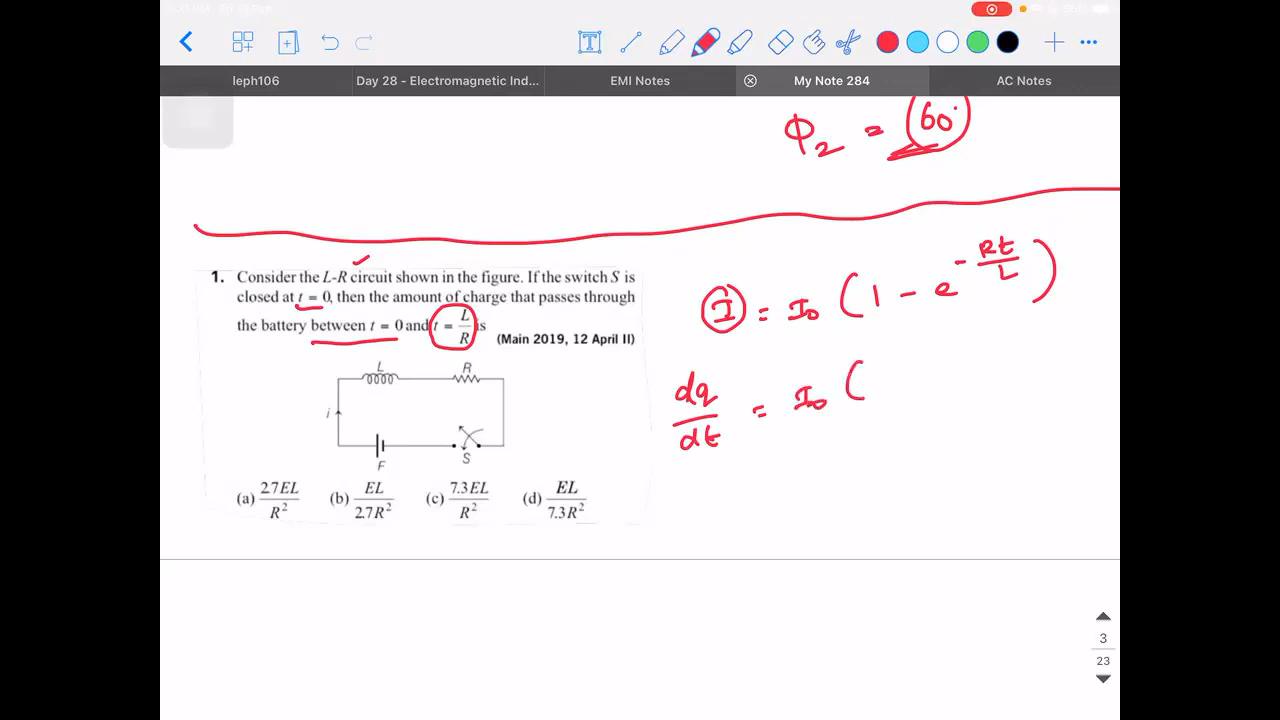 leph106
Day 28 - Electromagnetic Ind...
EMI Notes
My Note 284
AC Notes
Φ₂ = 60°
1. Consider the L-R circuit shown in the figure. If the switch S is
closed at t = 0, then the amount of charge that passes through
the battery between t = 0 and t = L/R is
(Main 2019, 12 April II)
L
R
i
E
S
(a) 2.7EL/R² (b) EL/2.7R² (c) 7.3EL/R² (d) EL/7.3R²
I = I₀ (1 - e^(-Rt/L))
dq/dt = I₀ (
3
23